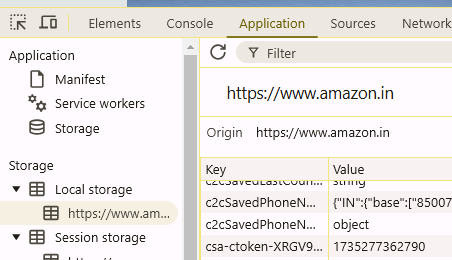 Elements Console Application Sources Network
Application
Manifest
Service workers
Storage
Storage
Local storage
https://www.am...
Session storage
Filter
https://www.amazon.in
Origin https://www.amazon.in
Key Value
c2cSavedLastCoun... string
c2cSavedPhoneN... {"IN":{"base":["85007
c2cSavedPhoneN... object
csa-ctoken-XRGV9... 1735277362790